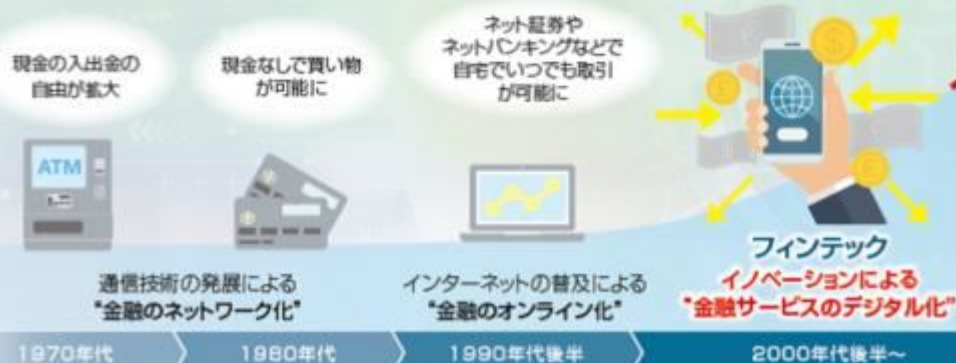 現金の入出金の
自由が拡大
現金なしで買い物
が可能に
ネット証券や
ネットバンキングなどで
自宅でいつでも取引
が可能に
ATM
フィンテック
イノベーションによる
“金融サービスのデジタル化”
通信技術の発展による
“金融のネットワーク化”
インターネットの普及による
“金融のオンライン化”
1970年代
1980年代
1990年代後半
2000年代後半~